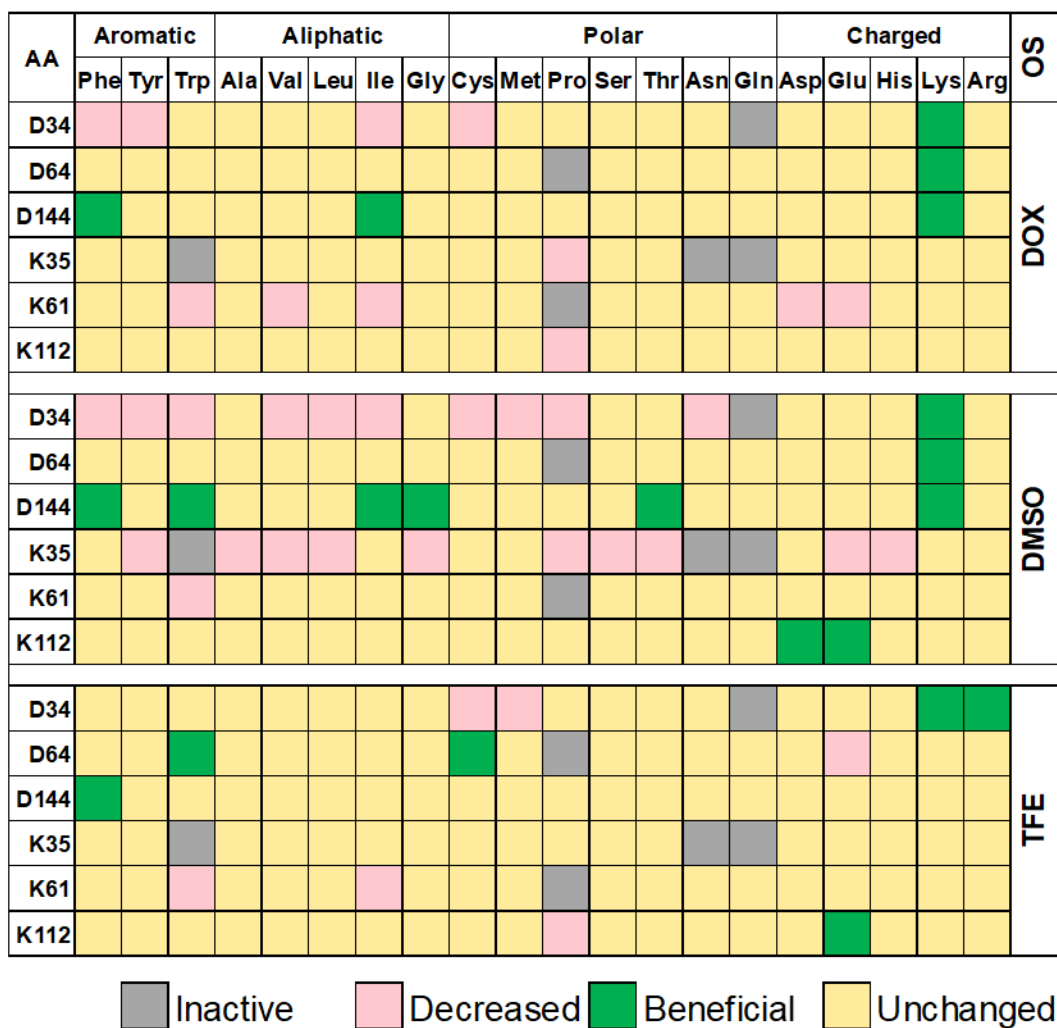 AA Aromatic Aliphatic Polar Charged OS
Phe Tyr Trp Ala Val Leu Ile Gly Cys Met Pro Ser Thr Asn Gln Asp Glu His Lys Arg
D34
D64
D144
K35
K61
K112
DOX
D34
D64
D144
K35
K61
K112
DMSO
D34
D64
D144
K35
K61
K112
TFE
Inactive Decreased Beneficial Unchanged